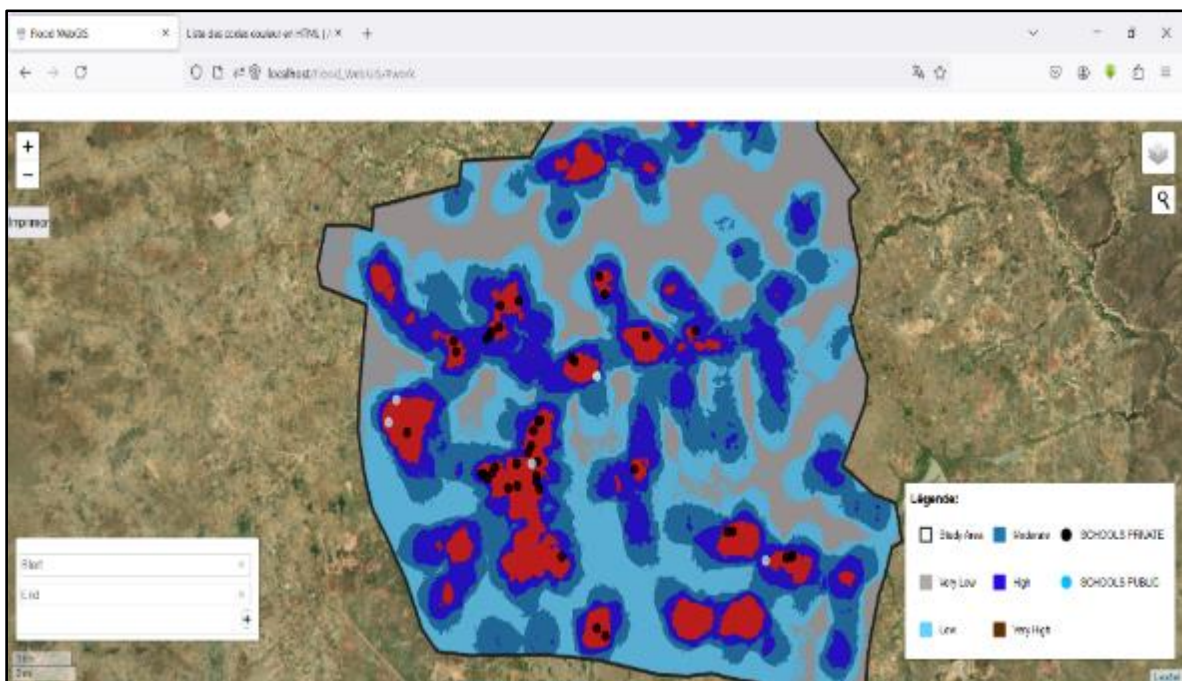 Flood WebGIS
Liste des codes couleur en HTML | /
localhost/Flood_WebGIS/#work
+
−
Imprimer
Légende:
Study Area
Moderate
SCHOOLS PRIVATE
Very Low
High
SCHOOLS PUBLIC
Low
Very High
Start
End
+
Leaflet